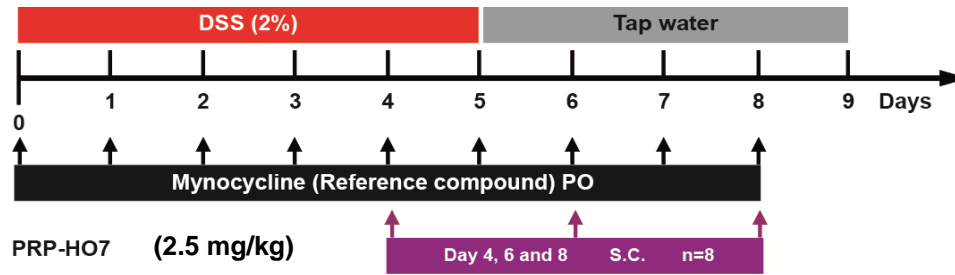 DSS (2%) Tap water
1 2 3 4 5 6 7 8 9 Days
0
Mynocycline (Reference compound) PO
PRP-HO7 (2.5 mg/kg) Day 4, 6 and 8 S.C. n=8